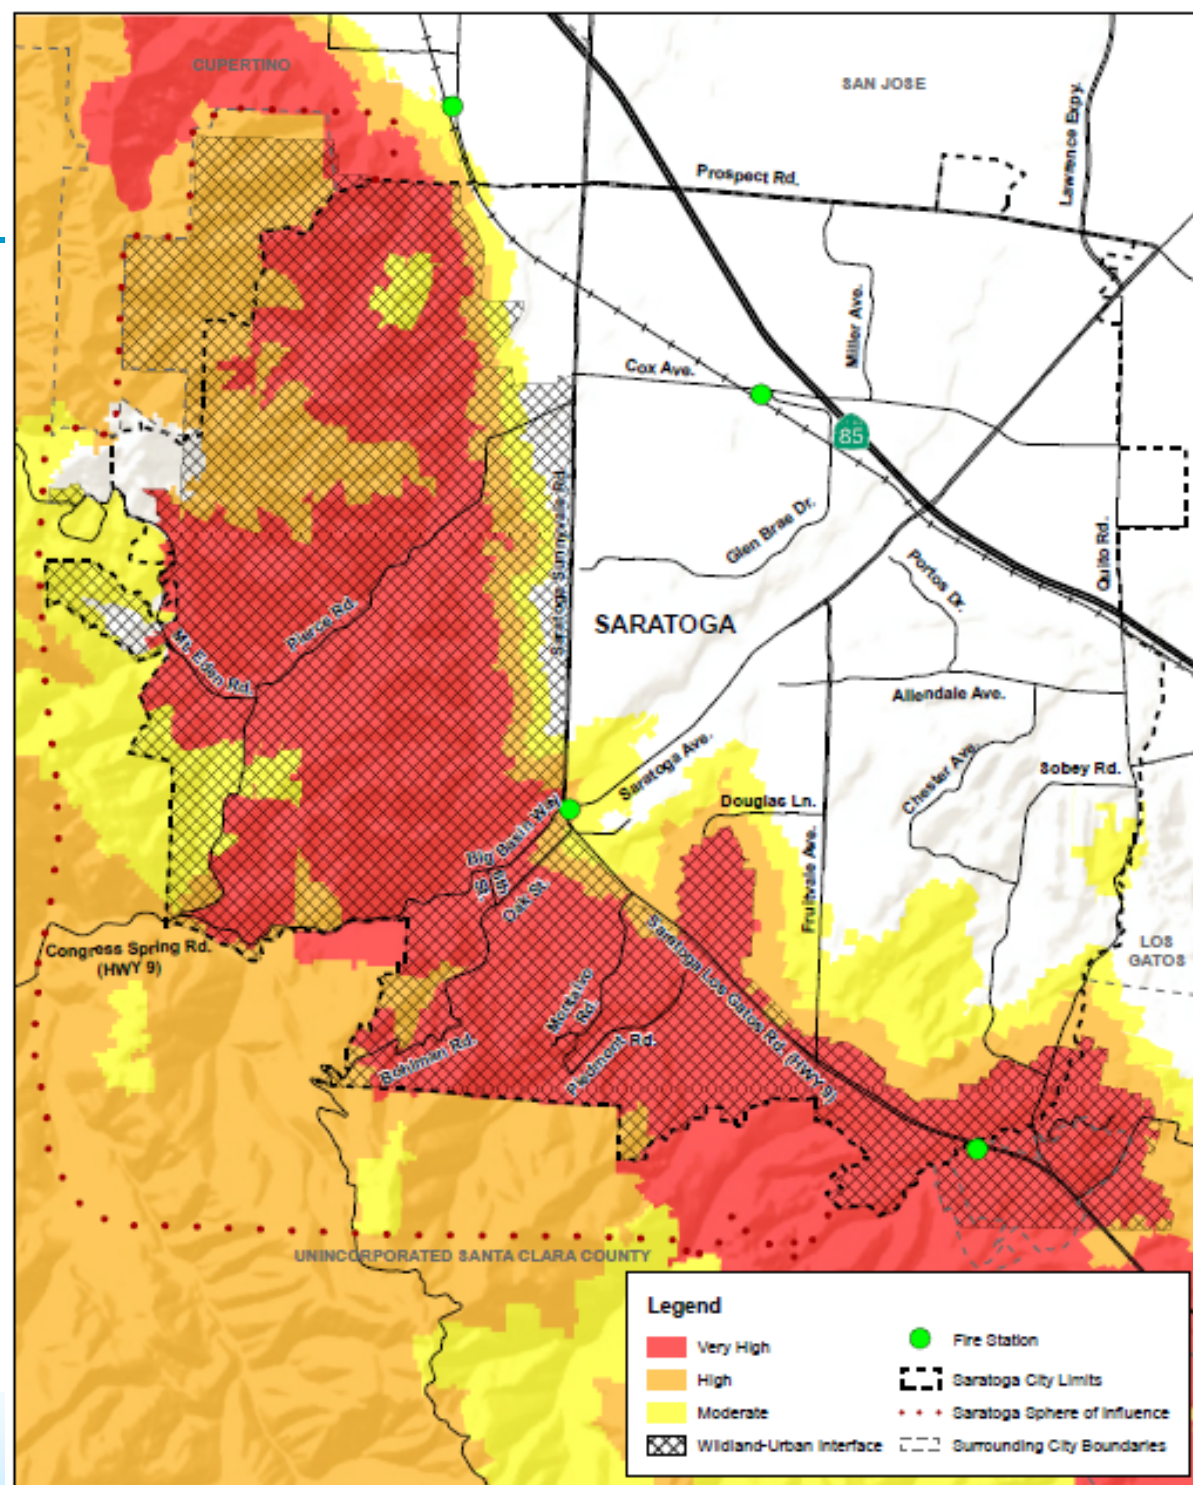 CUPERTINO
SAN JOSE
Lawrence Expy.
Prospect Rd.
Miller Ave.
Cox Ave.
85
Saratoga Sunnyvale Rd
Glen Brae Dr.
Quito Rd.
Portos Dr.
SARATOGA
Pierce Rd.
Mt. Eden Rd.
Allendale Ave.
Saratoga Ave.
Chester Ave.
Sobey Rd.
Douglas Ln.
Big Basin Way
6th
St.
Oak St.
Fruitvale Ave.
Congress Spring Rd.
(HWY 9)
LOS
GATOS
Saratoga Los Gatos Rd. (HWY 9)
Montalvo
Rd.
Bohlman Rd.
Piedmont Rd.
UNINCORPORATED SANTA CLARA COUNTY
Legend
Very High
High
Moderate
Wildland-Urban Interface
Fire Station
Saratoga City Limits
Saratoga Sphere of Influence
Surrounding City Boundaries